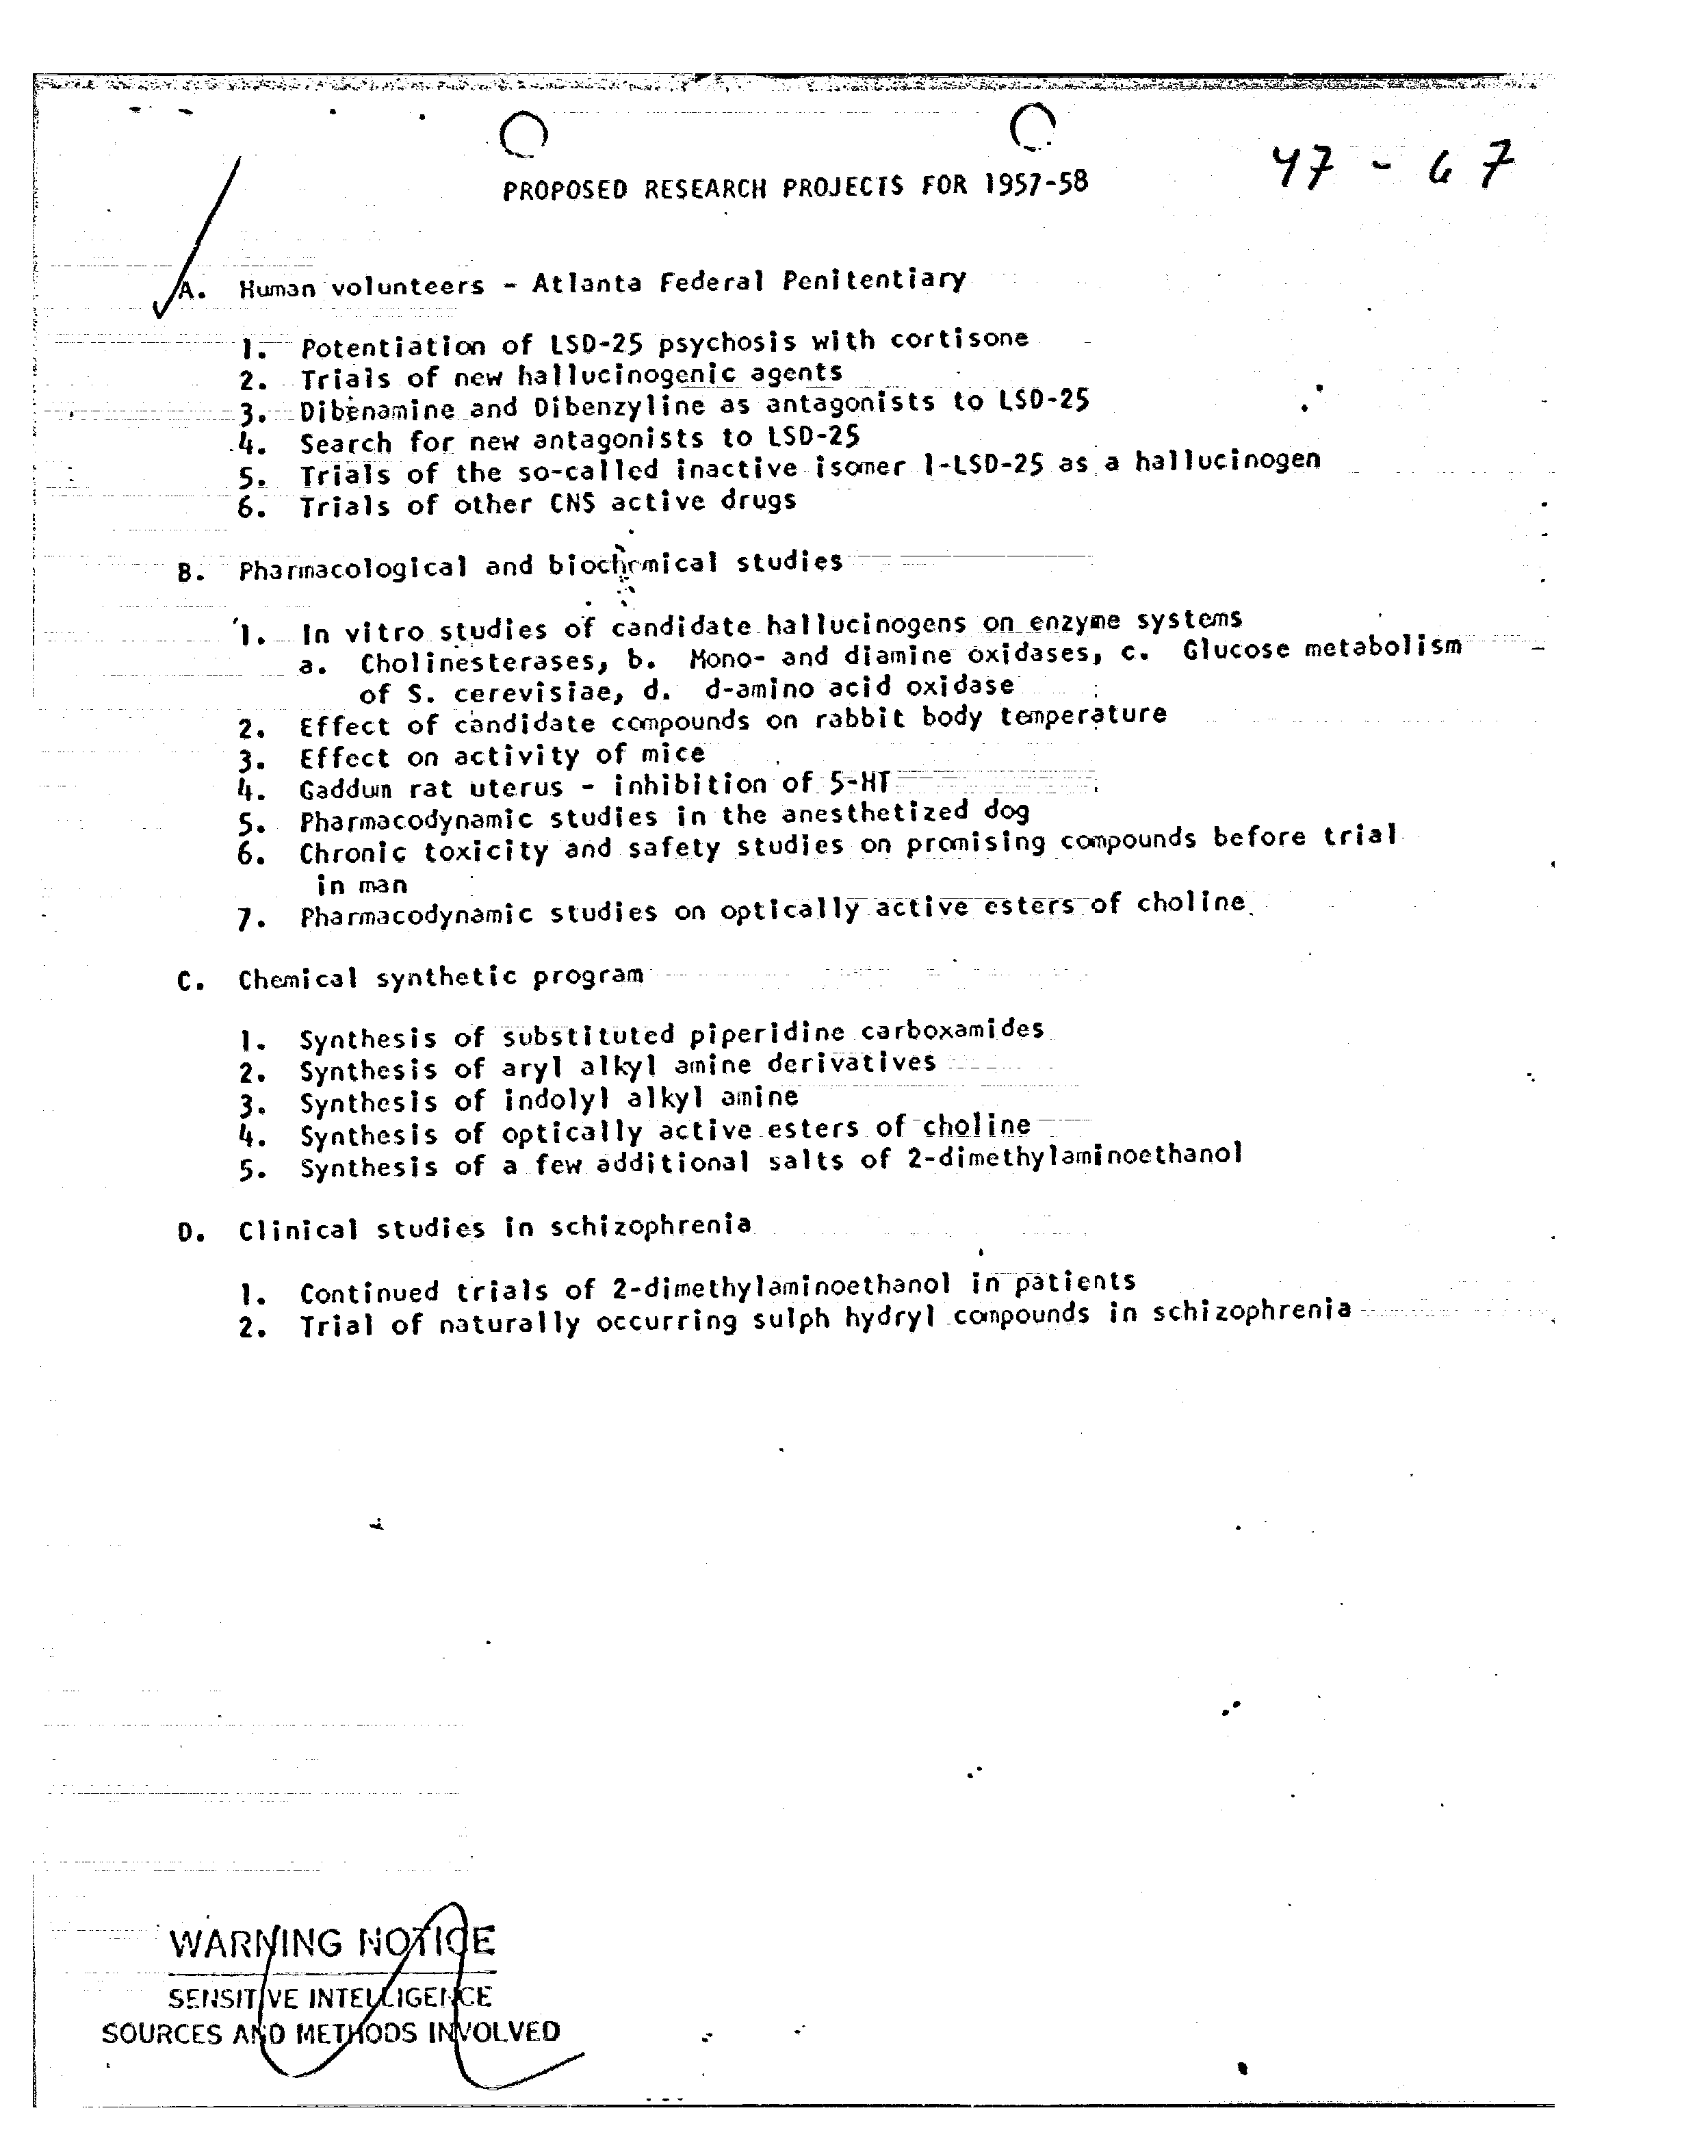 47 - 67
PROPOSED RESEARCH PROJECTS FOR 1957-58
A. Human volunteers - Atlanta Federal Penitentiary
1. Potentiation of LSD-25 psychosis with cortisone
2. Trials of new hallucinogenic agents
3. Dibenamine and Dibenzyline as antagonists to LSD-25
4. Search for new antagonists to LSD-25
5. Trials of the so-called inactive isomer l-LSD-25 as a hallucinogen
6. Trials of other CNS active drugs
B. Pharmacological and biochemical studies
1. In vitro studies of candidate hallucinogens on enzyme systems
a. Cholinesterases, b. Mono- and diamine oxidases, c. Glucose metabolism
of S. cerevisiae, d. d-amino acid oxidase
2. Effect of candidate compounds on rabbit body temperature
3. Effect on activity of mice
4. Gaddum rat uterus - inhibition of 5-HT
5. Pharmacodynamic studies in the anesthetized dog
6. Chronic toxicity and safety studies on promising compounds before trial
in man
7. Pharmacodynamic studies on optically active esters of choline
C. Chemical synthetic program
1. Synthesis of substituted piperidine carboxamides
2. Synthesis of aryl alkyl amine derivatives
3. Synthesis of indolyl alkyl amine
4. Synthesis of optically active esters of choline
5. Synthesis of a few additional salts of 2-dimethylaminoethanol
D. Clinical studies in schizophrenia
1. Continued trials of 2-dimethylaminoethanol in patients
2. Trial of naturally occurring sulph hydryl compounds in schizophrenia
WARNING NOTICE
SENSITIVE INTELLIGENCE
SOURCES AND METHODS INVOLVED